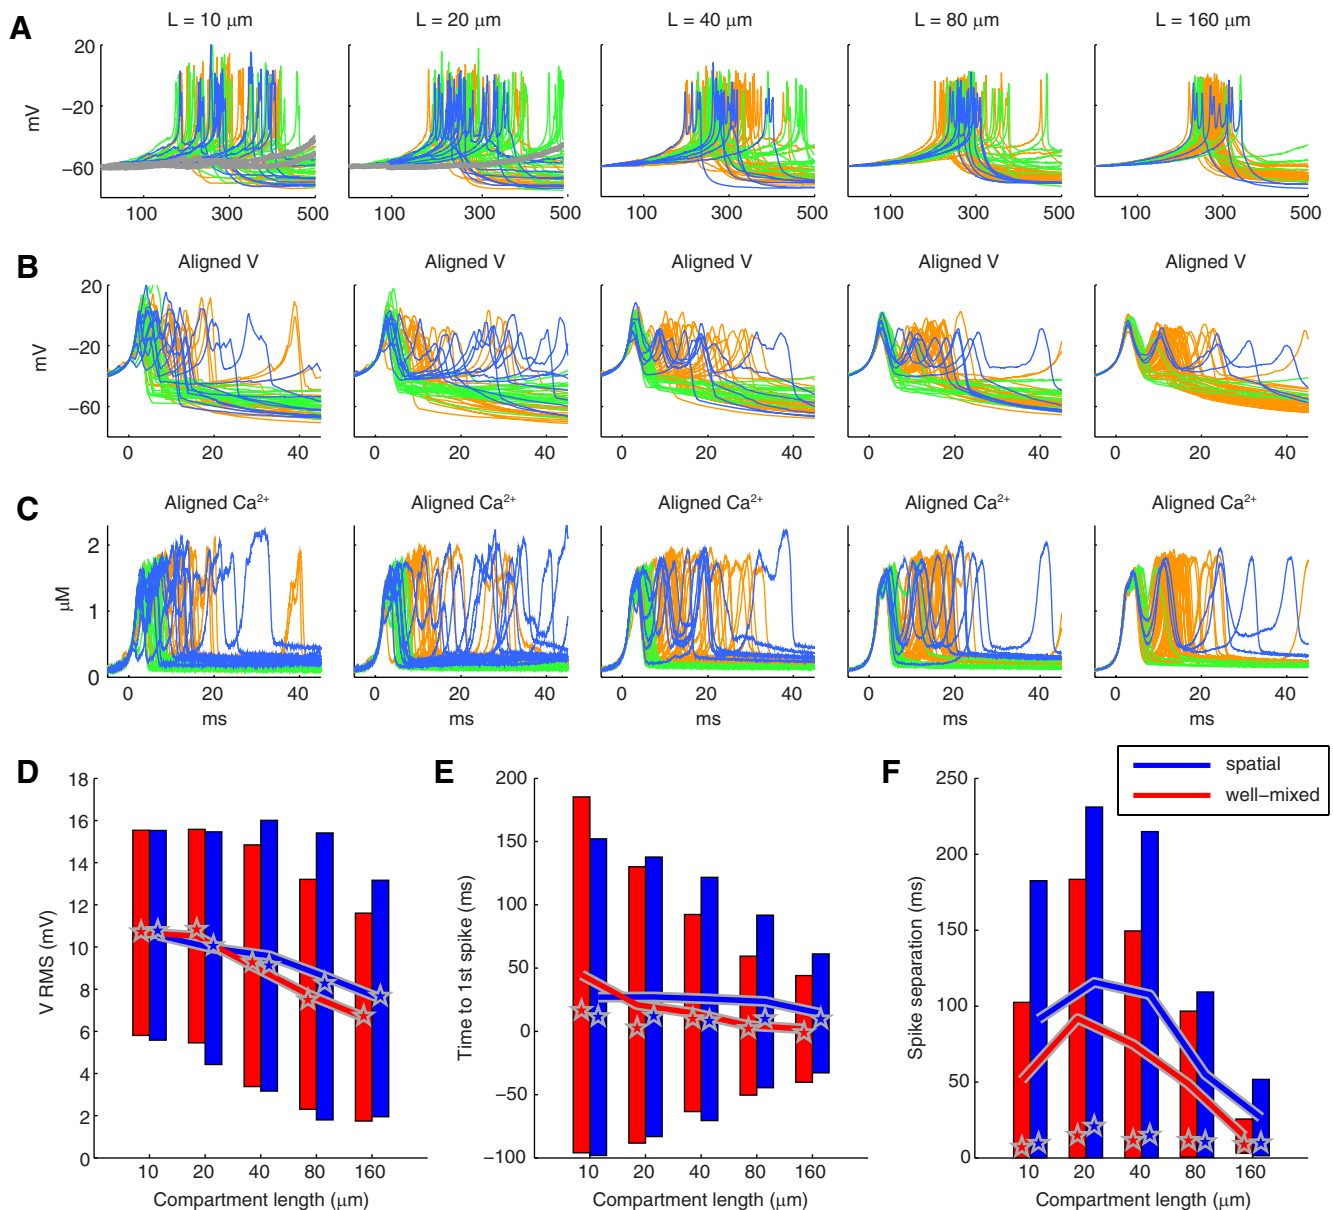 A
L = 10 μm
L = 20 μm
L = 40 μm
L = 80 μm
L = 160 μm
mV
20
−20
−60
100 300 500
100 300 500
100 300 500
100 300 500
100 300 500
B
Aligned V
Aligned V
Aligned V
Aligned V
Aligned V
mV
20
−20
−60
0 20 40
0 20 40
0 20 40
0 20 40
0 20 40
C
Aligned Ca²⁺
Aligned Ca²⁺
Aligned Ca²⁺
Aligned Ca²⁺
Aligned Ca²⁺
μM
2
1
0
0 20 40
0 20 40
0 20 40
0 20 40
0 20 40
ms
ms
ms
ms
ms
D
V RMS (mV)
18
16
14
12
10
8
6
4
2
0
10 20 40 80 160
Compartment length (μm)
E
Time to 1st spike (ms)
200
150
100
50
0
−50
−100
10 20 40 80 160
Compartment length (μm)
F
spatial
well−mixed
Spike separation (ms)
250
200
150
100
50
0
10 20 40 80 160
Compartment length (μm)